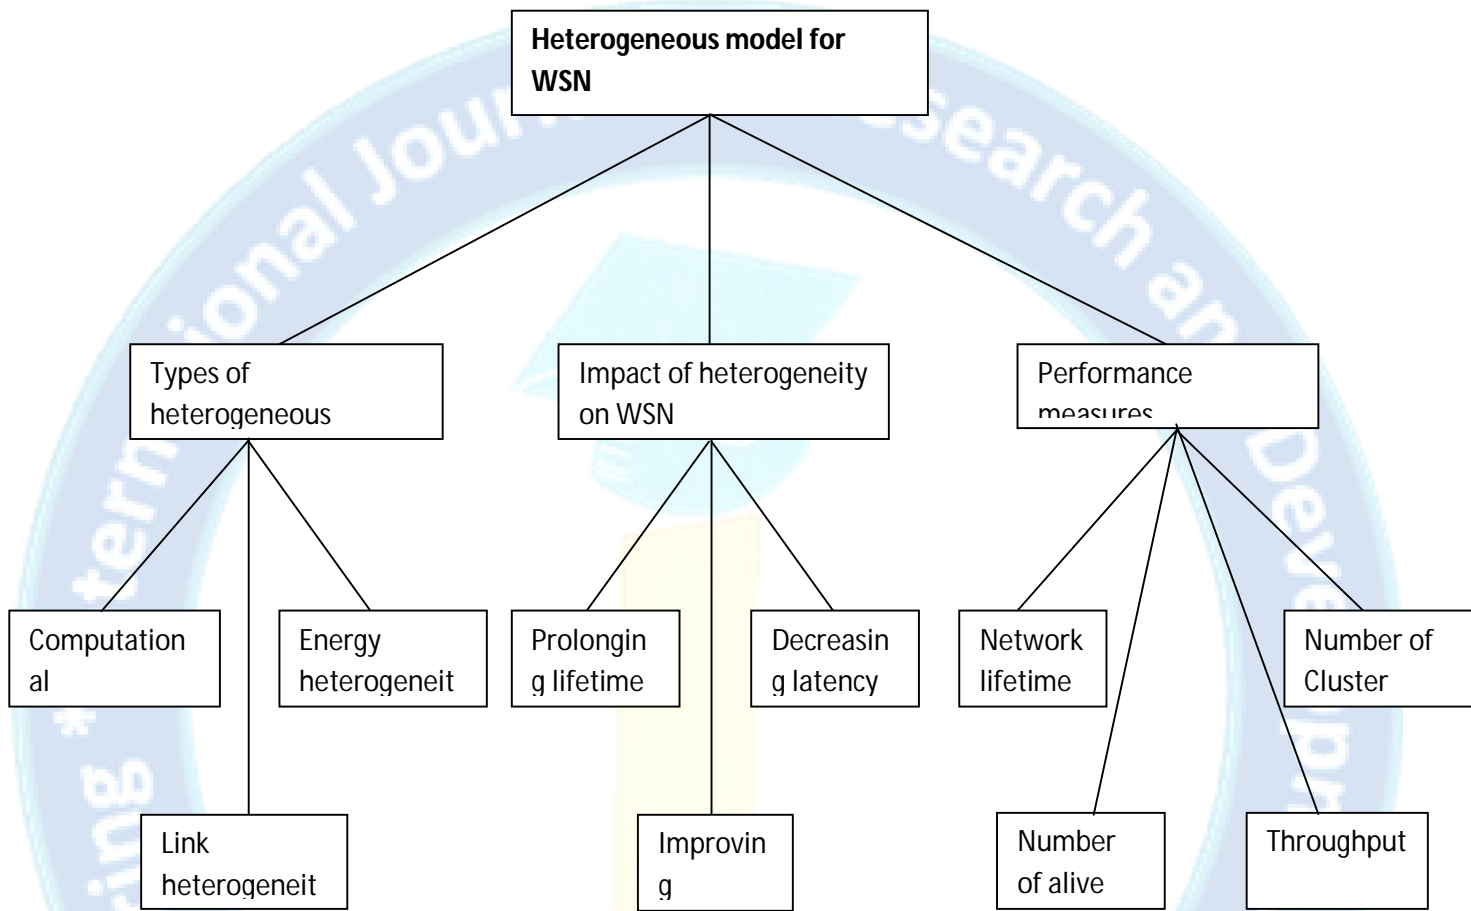 Heterogeneous model for
WSN
Types of
heterogeneous
Impact of heterogeneity
on WSN
Performance
measures
Computation
al
Energy
heterogeneit
Prolongin
g lifetime
Decreasin
g latency
Network
lifetime
Number of
Cluster
Link
heterogeneit
Improvin
g
Number
of alive
Throughput